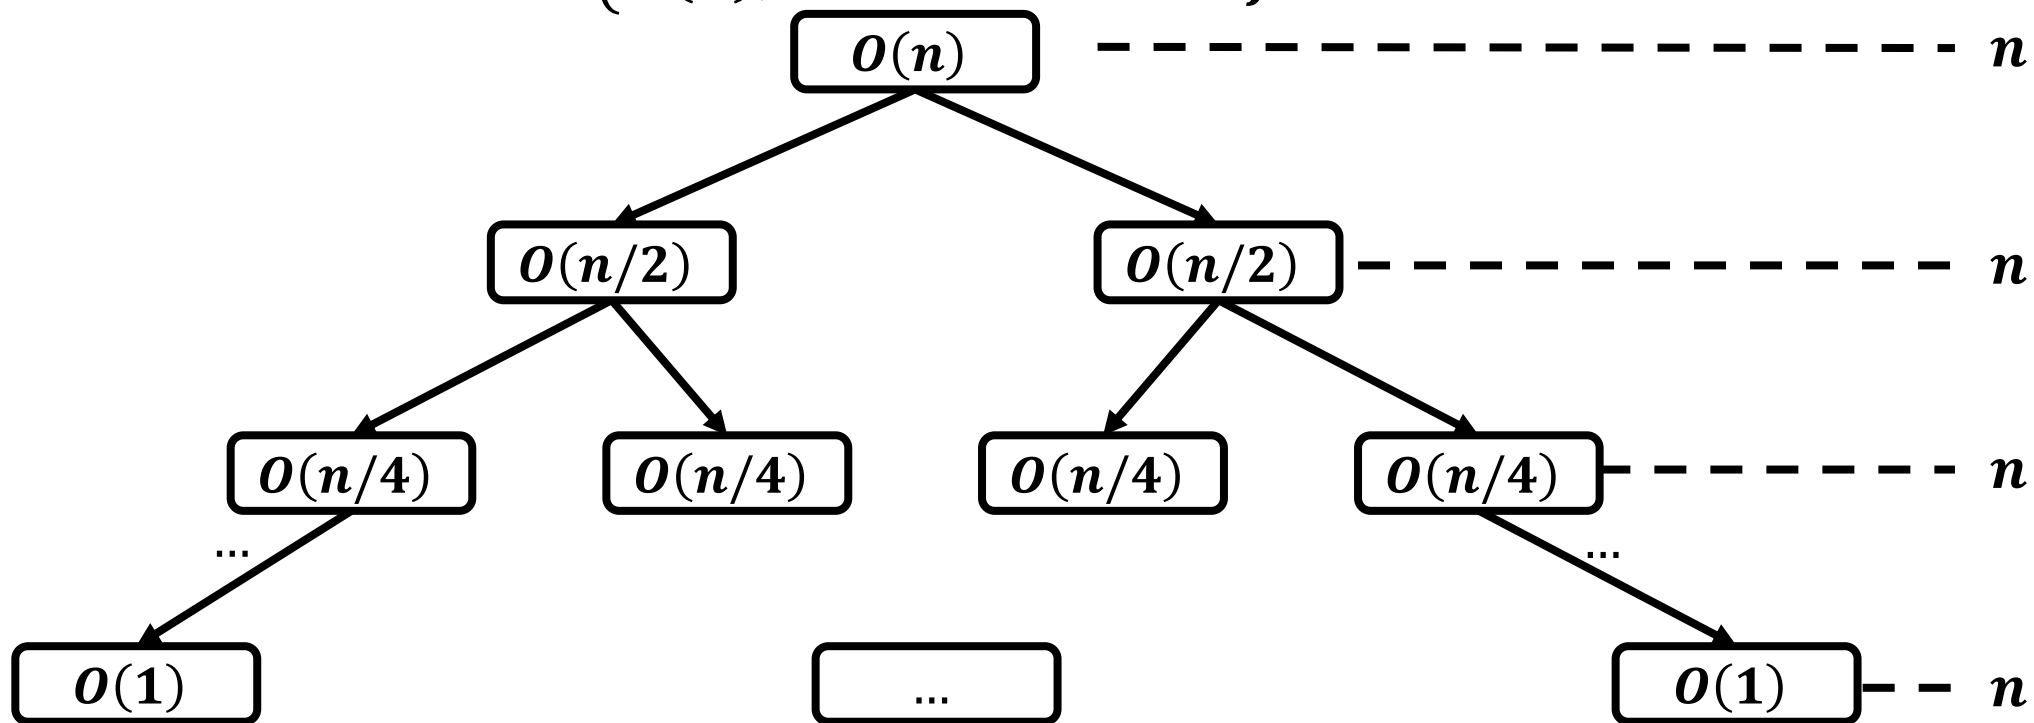 O(n) n
O(n/2) O(n/2) n
O(n/4) O(n/4) O(n/4) O(n/4) n
... ...
O(1) ... O(1) n